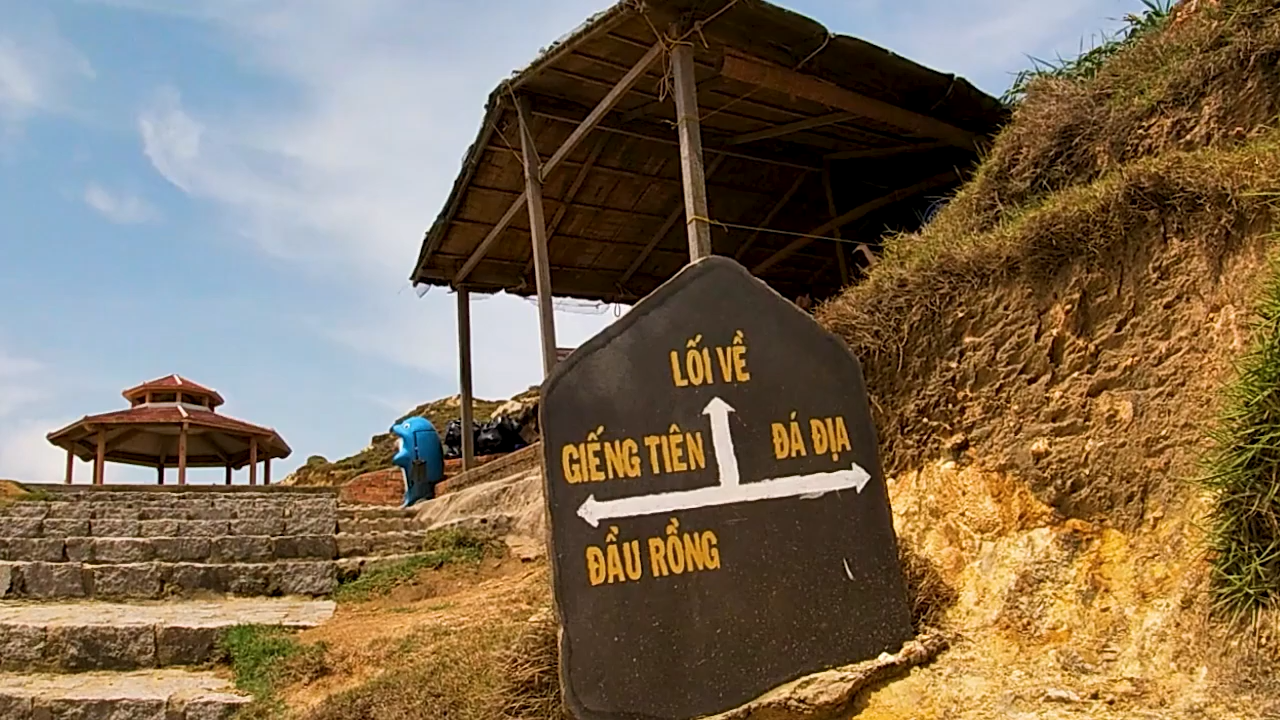 LỐI VỀ
GIẾNG TIÊN
ĐÁ ĐỊA
ĐẦU RỒNG